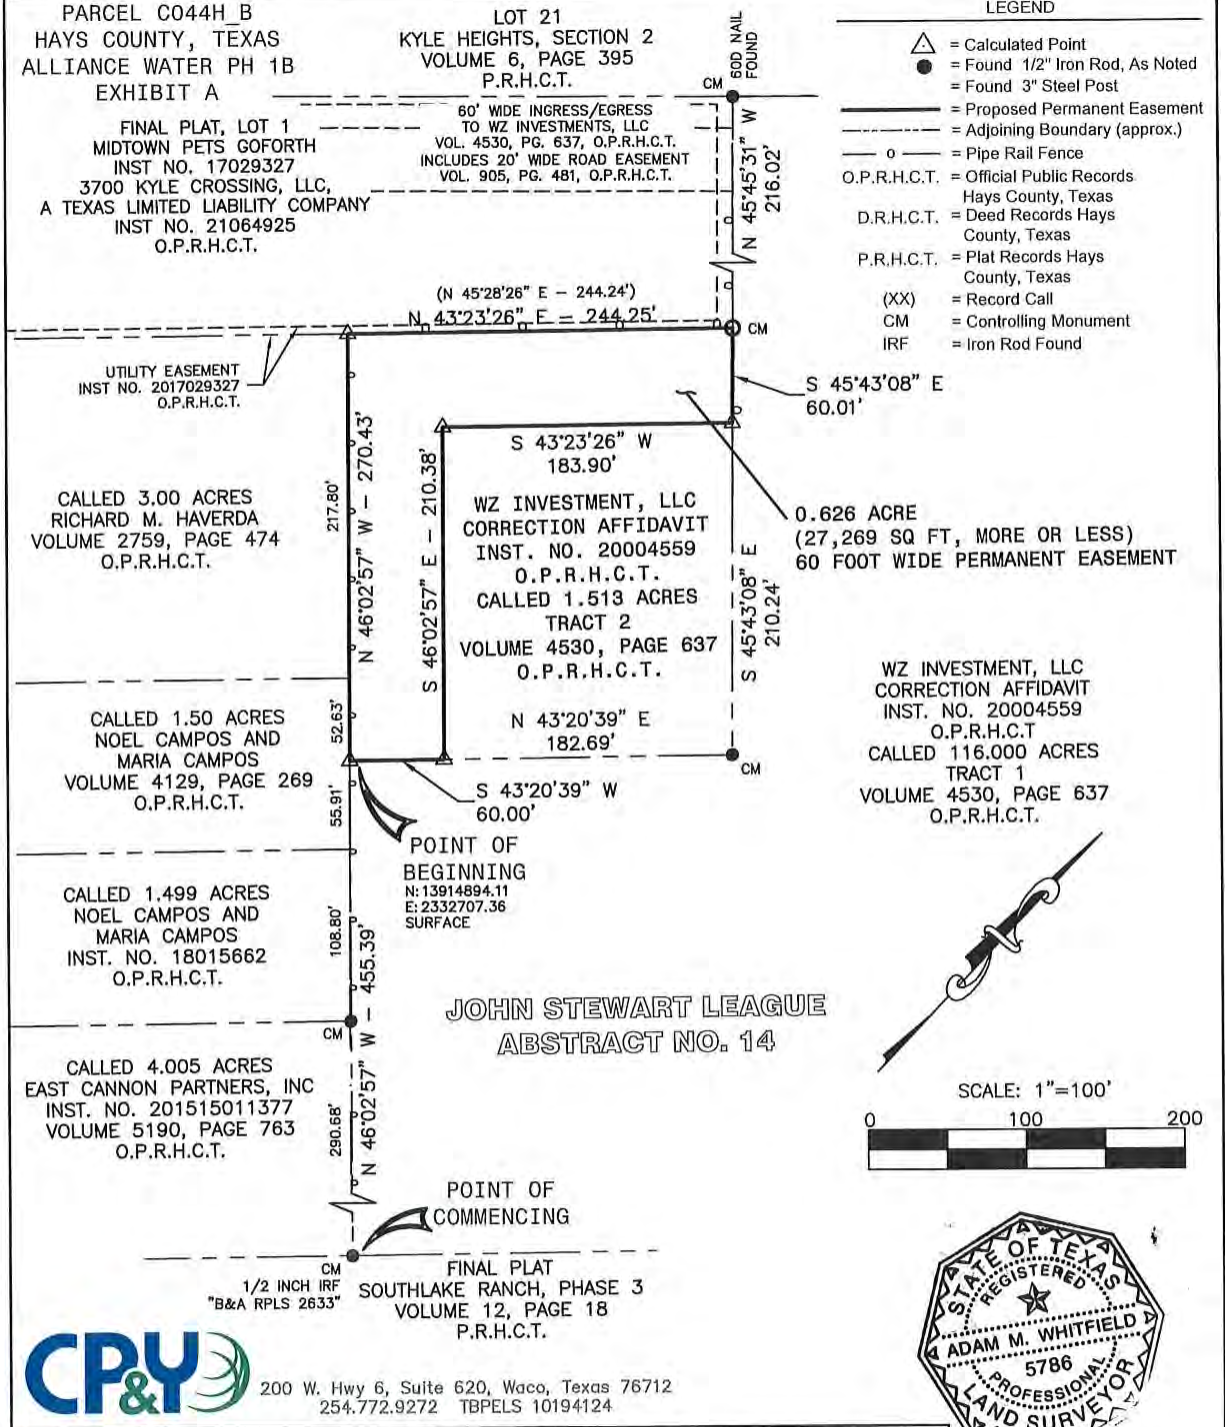 PARCEL C044H_B
HAYS COUNTY, TEXAS
ALLIANCE WATER PH 1B
EXHIBIT A
LOT 21
KYLE HEIGHTS, SECTION 2
VOLUME 6, PAGE 395
P.R.H.C.T.
CM
60D NAIL
FOUND
LEGEND
= Calculated Point
= Found 1/2" Iron Rod, As Noted
= Found 3" Steel Post
= Proposed Permanent Easement
= Adjoining Boundary (approx.)
o = Pipe Rail Fence
O.P.R.H.C.T. = Official Public Records
Hays County, Texas
D.R.H.C.T. = Deed Records Hays
County, Texas
P.R.H.C.T. = Plat Records Hays
County, Texas
(XX) = Record Call
CM = Controlling Monument
IRF = Iron Rod Found
FINAL PLAT, LOT 1
MIDTOWN PETS GOFORTH
INST NO. 17029327
3700 KYLE CROSSING, LLC,
A TEXAS LIMITED LIABILITY COMPANY
INST NO. 21064925
O.P.R.H.C.T.
60' WIDE INGRESS/EGRESS
TO WZ INVESTMENTS, LLC
VOL. 4530, PG. 637, O.P.R.H.C.T.
INCLUDES 20' WIDE ROAD EASEMENT
VOL. 905, PG. 481, O.P.R.H.C.T.
N 45°45'31" W
216.02'
(N 45°28'26" E - 244.24')
N 43°23'26" E - 244.25'
CM
UTILITY EASEMENT
INST NO. 2017029327
O.P.R.H.C.T.
S 45°43'08" E
60.01'
S 43°23'26" W
183.90'
N 46°02'57" W - 270.43'
217.80'
S 46°02'57" E - 210.38'
CALLED 3.00 ACRES
RICHARD M. HAVERDA
VOLUME 2759, PAGE 474
O.P.R.H.C.T.
WZ INVESTMENT, LLC
CORRECTION AFFIDAVIT
INST. NO. 20004559
O.P.R.H.C.T.
CALLED 1.513 ACRES
TRACT 2
VOLUME 4530, PAGE 637
O.P.R.H.C.T.
S 45°43'08" E
210.24'
0.626 ACRE
(27,269 SQ FT, MORE OR LESS)
60 FOOT WIDE PERMANENT EASEMENT
WZ INVESTMENT, LLC
CORRECTION AFFIDAVIT
INST. NO. 20004559
O.P.R.H.C.T
CALLED 116.000 ACRES
TRACT 1
VOLUME 4530, PAGE 637
O.P.R.H.C.T.
N 43°20'39" E
182.69'
CM
CALLED 1.50 ACRES
NOEL CAMPOS AND
MARIA CAMPOS
VOLUME 4129, PAGE 269
O.P.R.H.C.T.
52.63'
55.91'
S 43°20'39" W
60.00'
POINT OF
BEGINNING
N:13914894.11
E:2332707.36
SURFACE
CALLED 1.499 ACRES
NOEL CAMPOS AND
MARIA CAMPOS
INST. NO. 18015662
O.P.R.H.C.T.
108.80'
N 46°02'57" W - 455.39'
CM
JOHN STEWART LEAGUE
ABSTRACT NO. 14
CALLED 4.005 ACRES
EAST CANNON PARTNERS, INC
INST. NO. 201515011377
VOLUME 5190, PAGE 763
O.P.R.H.C.T.
290.68'
N
SCALE: 1"=100'
0 100 200
POINT OF
COMMENCING
CM
1/2 INCH IRF
"B&A RPLS 2633"
FINAL PLAT
SOUTHLAKE RANCH, PHASE 3
VOLUME 12, PAGE 18
P.R.H.C.T.
STATE OF TEXAS
REGISTERED
ADAM M. WHITFIELD
5786
PROFESSIONAL
LAND SURVEYOR
CP&Y
200 W. Hwy 6, Suite 620, Waco, Texas 76712
254.772.9272 TBPELS 10194124